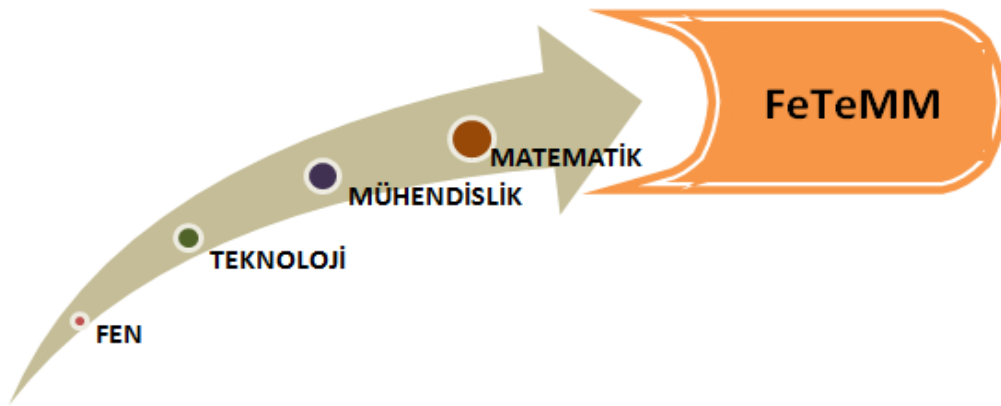 FeTeMM
MATEMATİK
MÜHENDİSLİK
TEKNOLOJİ
FEN